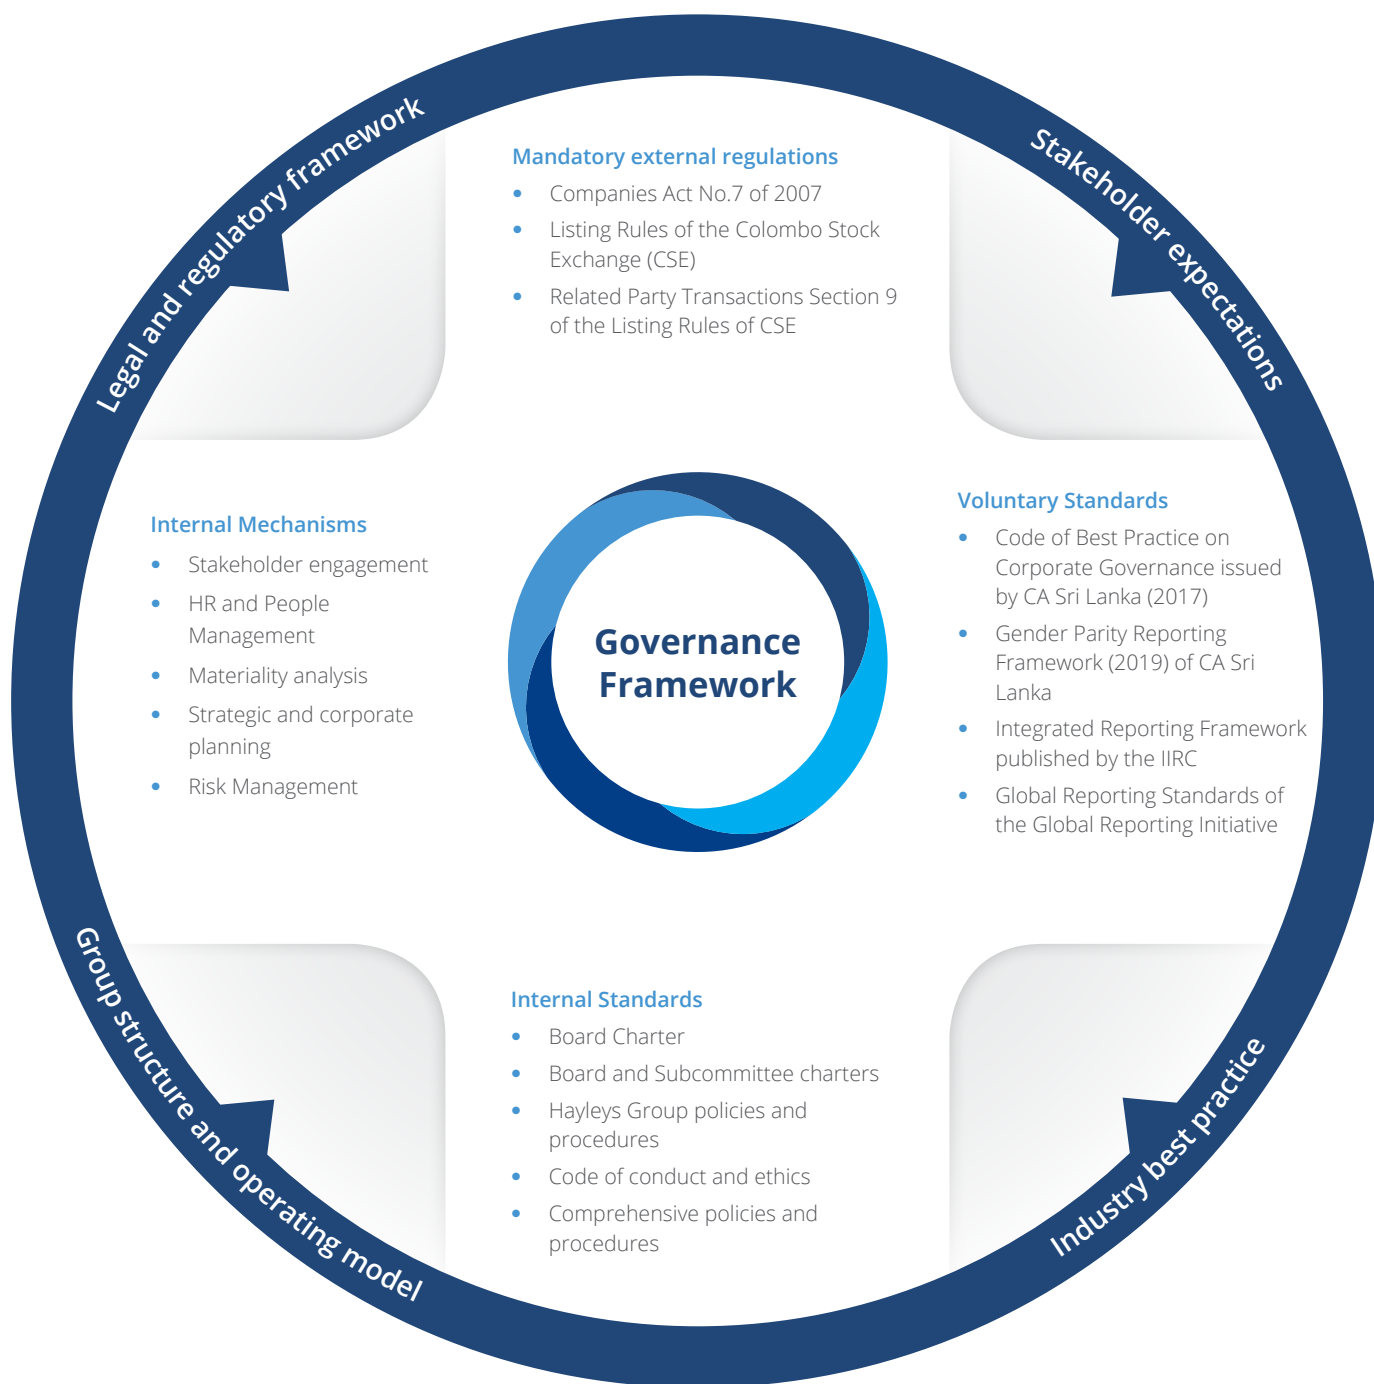 Legal and regulatory framework
Stakeholder expectations
Mandatory external regulations
• Companies Act No.7 of 2007
• Listing Rules of the Colombo Stock
Exchange (CSE)
• Related Party Transactions Section 9
of the Listing Rules of CSE
Internal Mechanisms
• Stakeholder engagement
• HR and People
Management
• Materiality analysis
• Strategic and corporate
planning
• Risk Management
Governance
Framework
Voluntary Standards
• Code of Best Practice on
Corporate Governance issued
by CA Sri Lanka (2017)
• Gender Parity Reporting
Framework (2019) of CA Sri
Lanka
• Integrated Reporting Framework
published by the IIRC
• Global Reporting Standards of
the Global Reporting Initiative
Internal Standards
• Board Charter
• Board and Subcommittee charters
• Hayleys Group policies and
procedures
• Code of conduct and ethics
• Comprehensive policies and
procedures
Group structure and operating model
Industry best practice